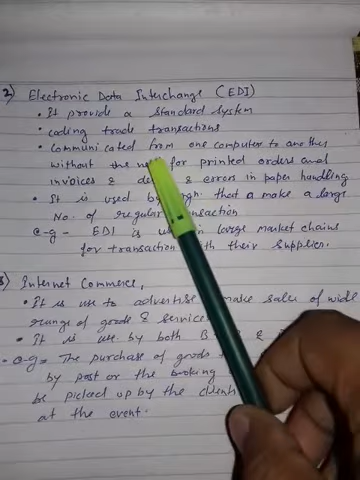 2) Electronic Data Interchange (EDI)
• It provide a standard system
• coding trade transactions
• communicated from one computer to another
without the for printed orders and
invoices & & errors in paper handling
• It is used by that a make a large
No. of regular transaction
e-g - EDI is in large market chains
for transaction with their supplier.
3) Internet Commerce,
• It is use to advertise make sales of wide
range of goods & service
• It is use by both B &
- e-g = The purchase of goods
by post or the booking
be picked up by the clients
at the event.